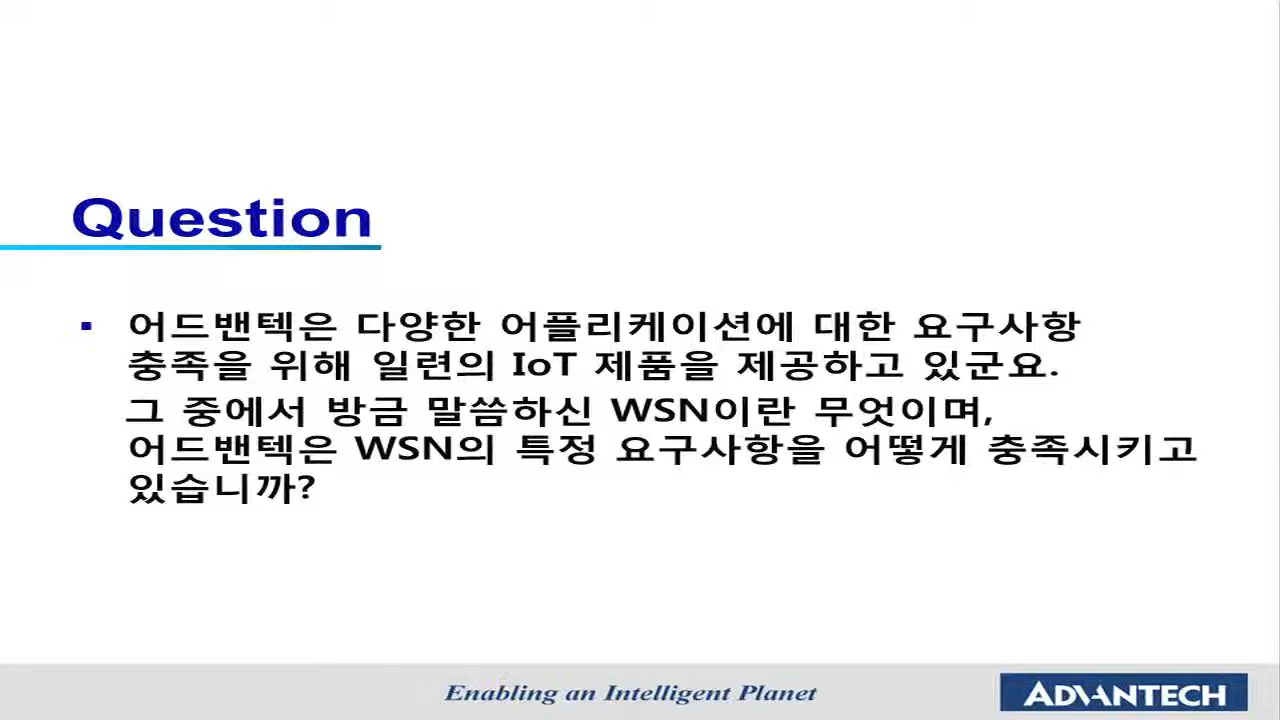 Question
▪ 어드밴텍은 다양한 어플리케이션에 대한 요구사항
충족을 위해 일련의 IoT 제품을 제공하고 있군요.
그 중에서 방금 말씀하신 WSN이란 무엇이며,
어드밴텍은 WSN의 특정 요구사항을 어떻게 충족시키고
있습니까?
Enabling an Intelligent Planet
ADVANTECH